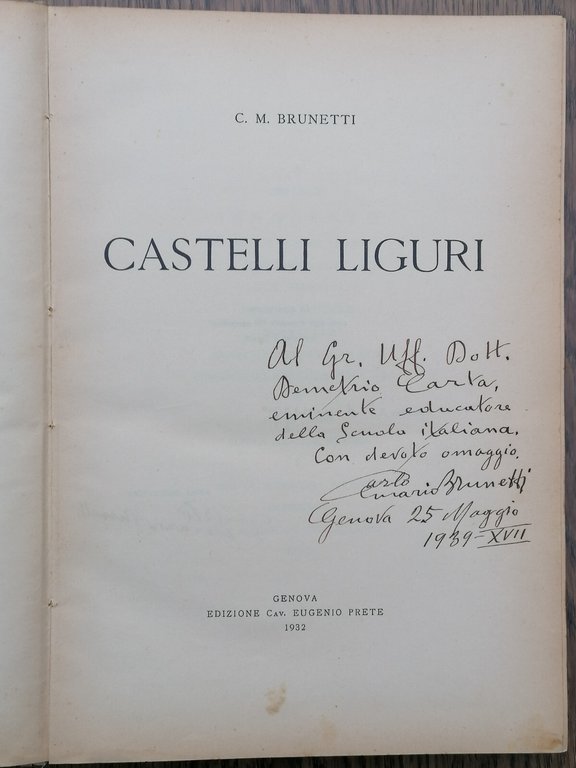 C. M. BRUNETTI
CASTELLI LIGURI
Al Gr. Uff. Dott.
Demetrio Carta,
eminente educatore
della Scuola italiana.
Con devoto omaggio.
Carlo
Mario Brunetti
Genova 25 Maggio
1939-XVII
GENOVA
EDIZIONE CAV. EUGENIO PRETE
1932